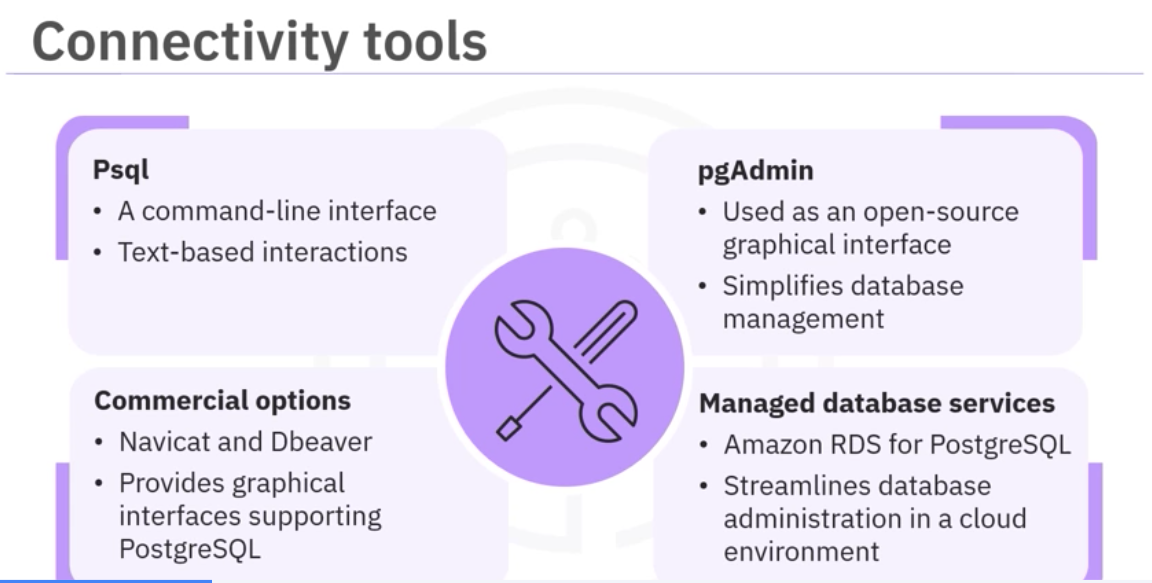 Connectivity tools
Psql
• A command-line interface
• Text-based interactions
pgAdmin
• Used as an open-source
graphical interface
• Simplifies database
management
Commercial options
• Navicat and Dbeaver
• Provides graphical
interfaces supporting
PostgreSQL
Managed database services
• Amazon RDS for PostgreSQL
• Streamlines database
administration in a cloud
environment